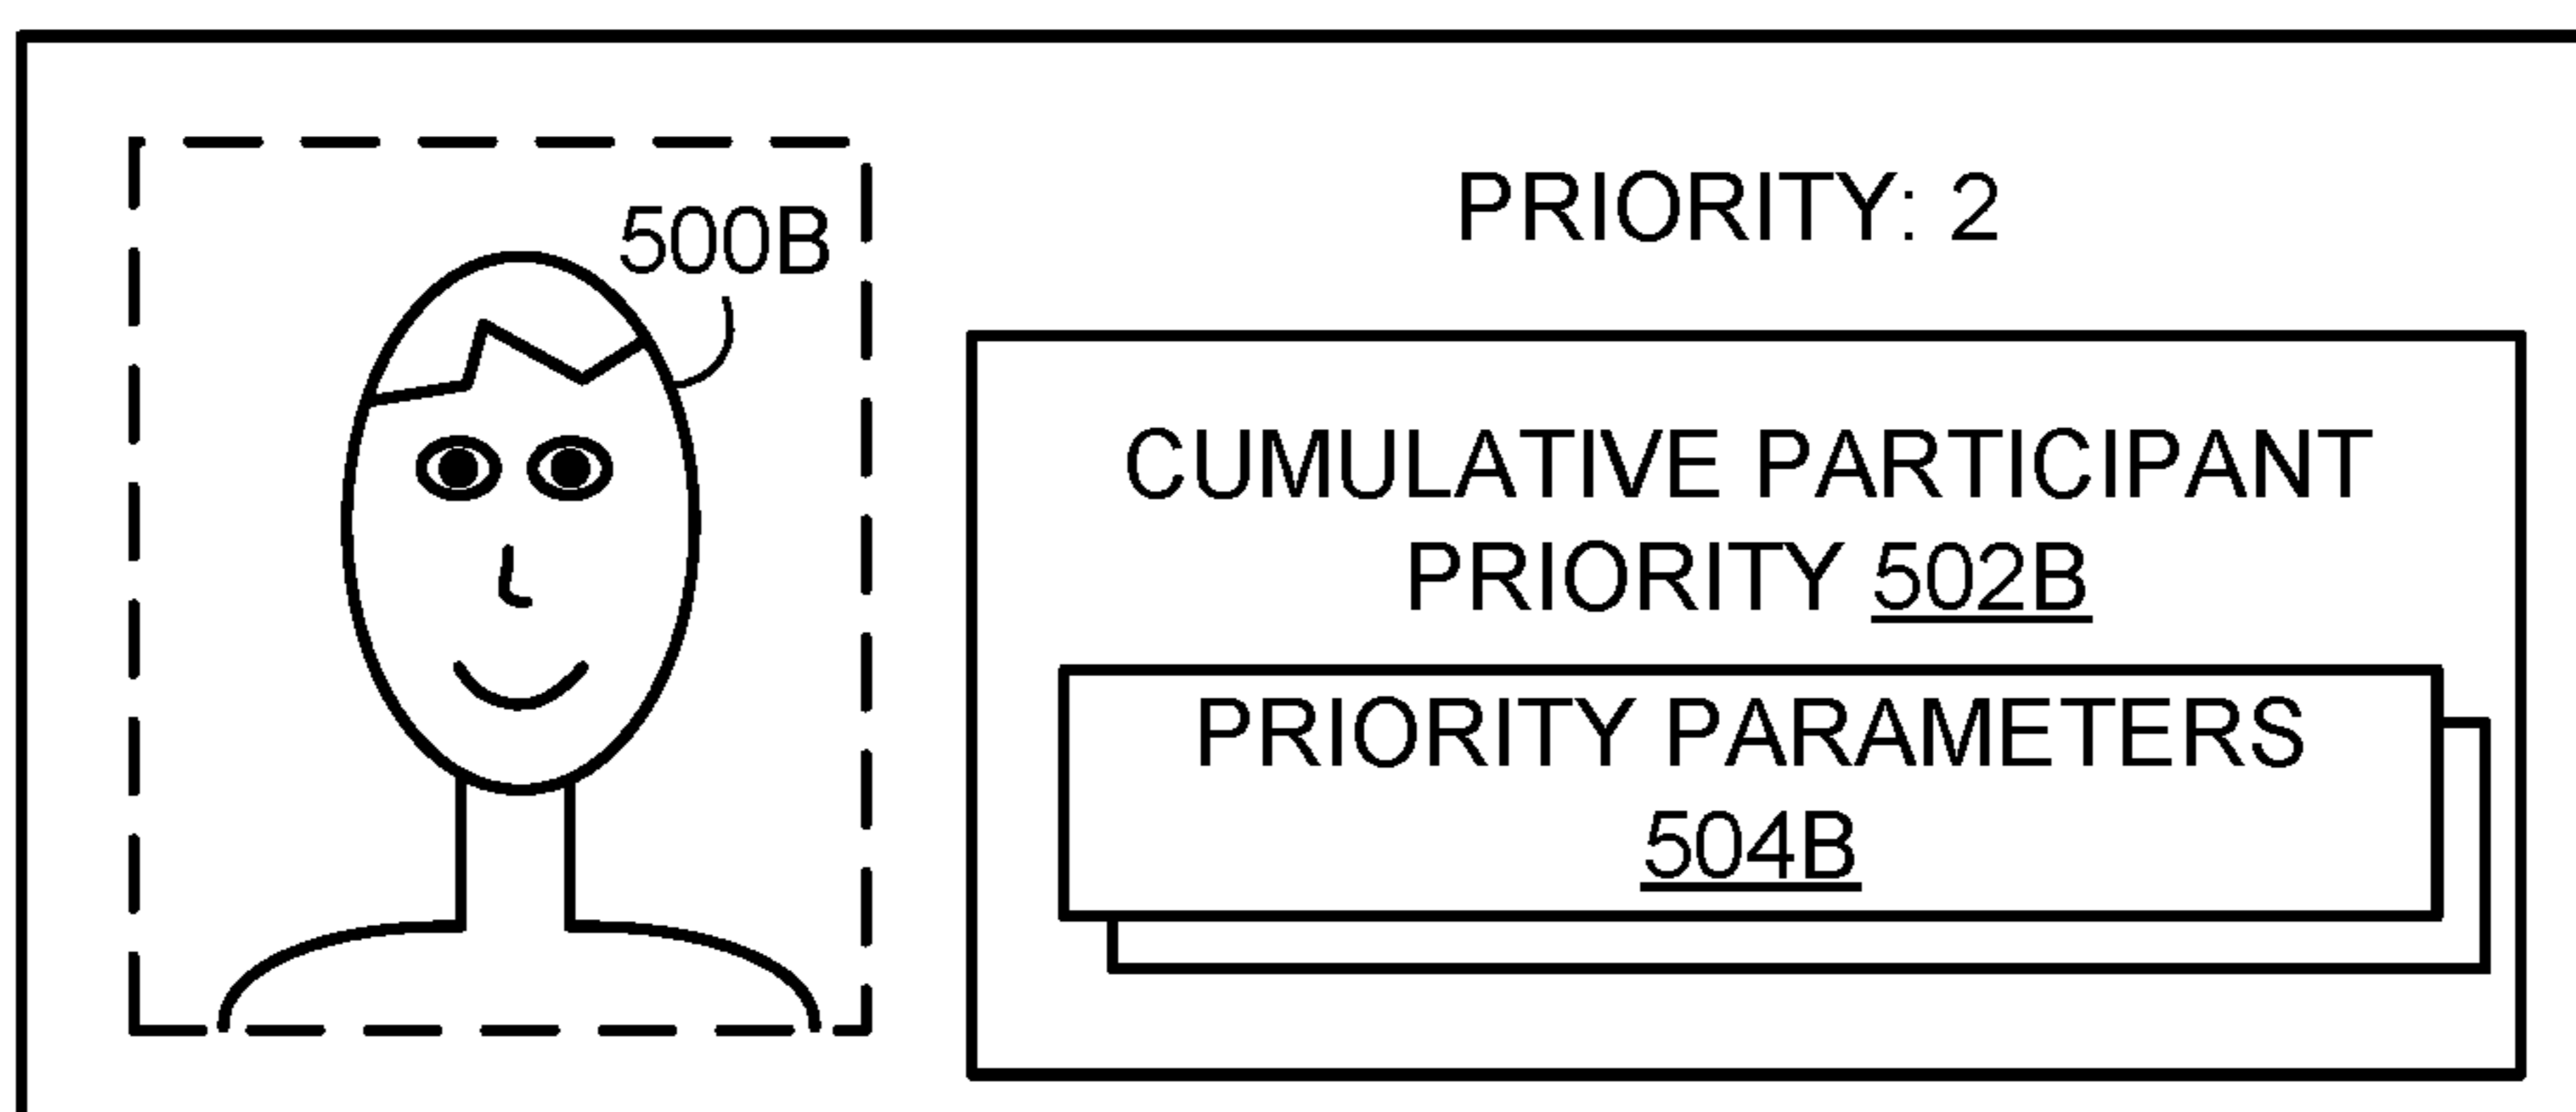 500B
PRIORITY: 2
CUMULATIVE PARTICIPANT
PRIORITY 502B
PRIORITY PARAMETERS
504B